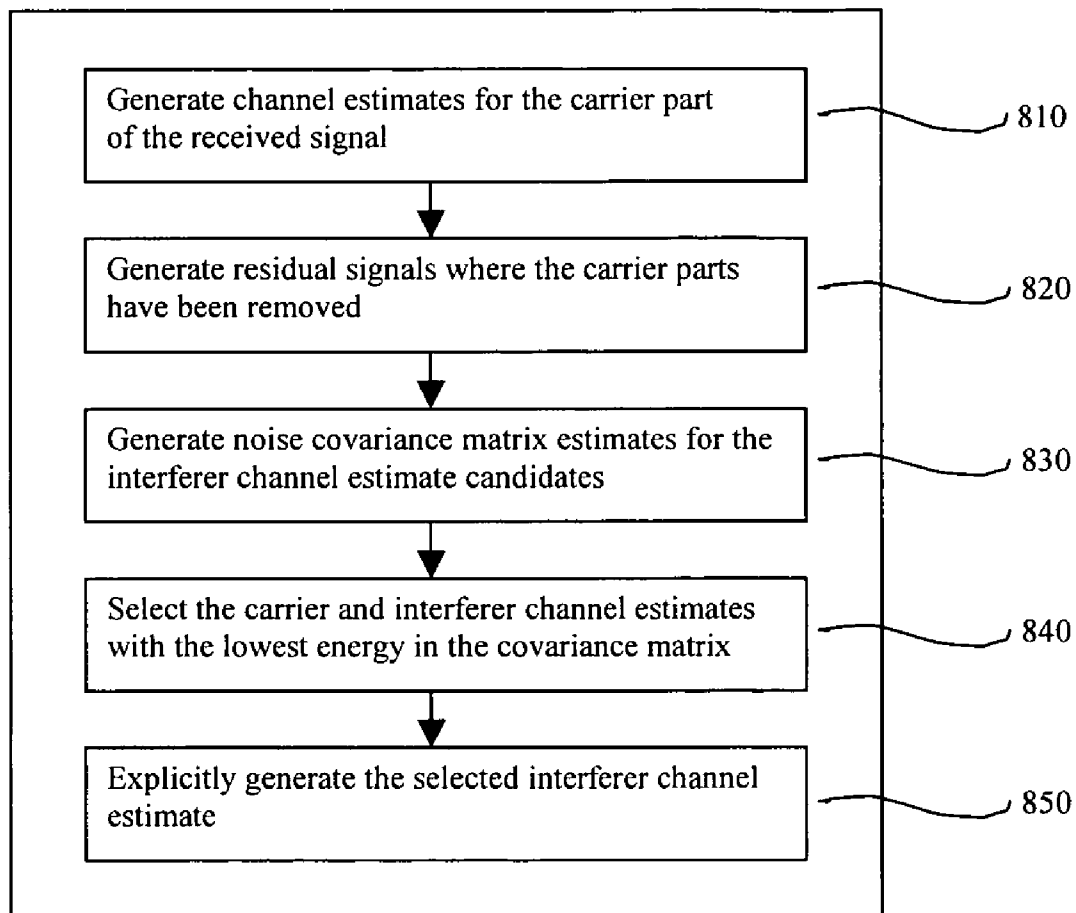 Generate channel estimates for the carrier part
of the received signal
810
Generate residual signals where the carrier parts
have been removed
820
Generate noise covariance matrix estimates for the
interferer channel estimate candidates
830
Select the carrier and interferer channel estimates
with the lowest energy in the covariance matrix
840
Explicitly generate the selected interferer channel
estimate
850